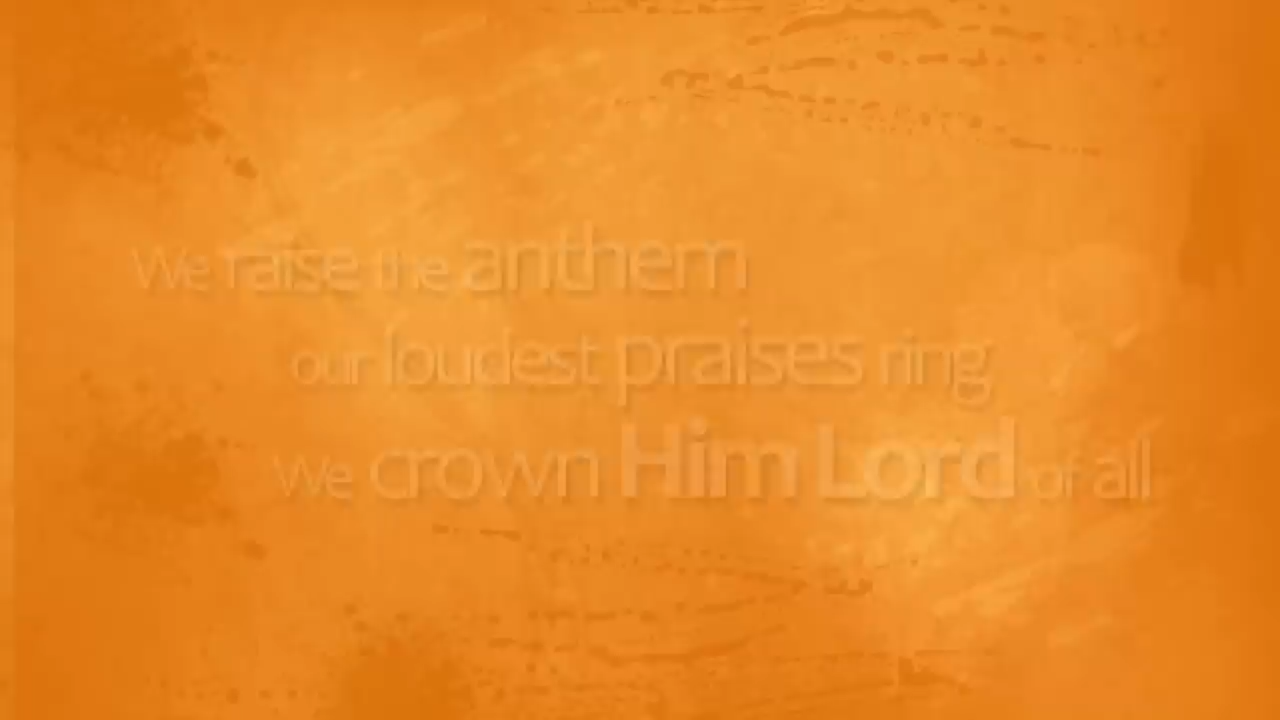 We raise the anthem
our loudest praises ring
We crown Him Lord of all